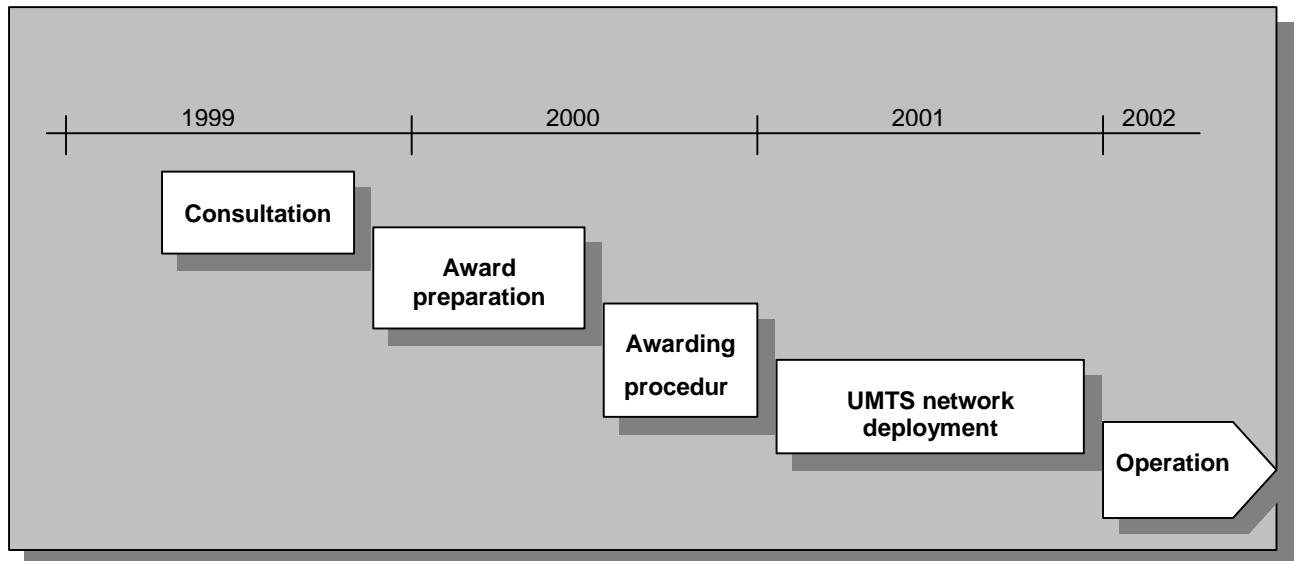 1999 2000 2001 2002
Consultation
Award
preparation
Awarding
procedur
UMTS network
deployment
Operation